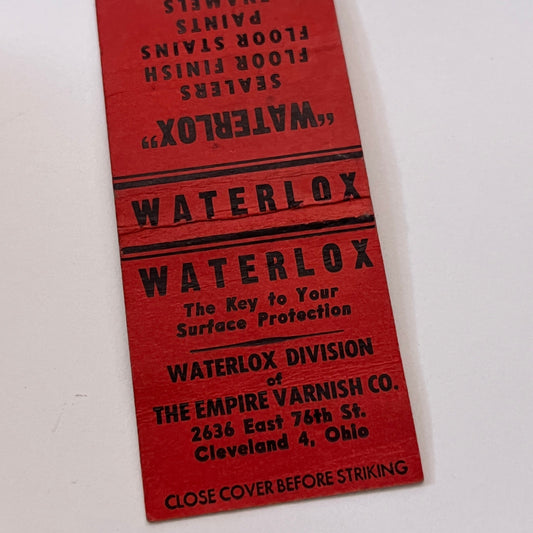 "WATERLOX"
SEALERS
FLOOR FINISH
FLOOR STAINS
PAINTS
ENAMELS
WATERLOX
WATERLOX
The Key to Your
Surface Protection
WATERLOX DIVISION
of
THE EMPIRE VARNISH CO.
2636 East 76th St.
Cleveland 4, Ohio
CLOSE COVER BEFORE STRIKING